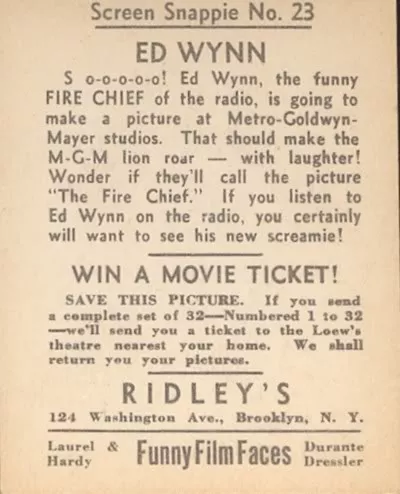 Screen Snappie No. 23
ED WYNN
S o-o-o-o-o! Ed Wynn, the funny
FIRE CHIEF of the radio, is going to
make a picture at Metro-Goldwyn-
Mayer studios. That should make the
M-G-M lion roar — with laughter!
Wonder if they'll call the picture
"The Fire Chief." If you listen to
Ed Wynn on the radio, you certainly
will want to see his new screamie!
WIN A MOVIE TICKET!
SAVE THIS PICTURE. If you send
a complete set of 32—Numbered 1 to 32
—we'll send you a ticket to the Loew's
theatre nearest your home. We shall
return you your pictures.
RIDLEY'S
124 Washington Ave., Brooklyn, N. Y.
Laurel & Hardy
Funny Film Faces
Durante Dressler